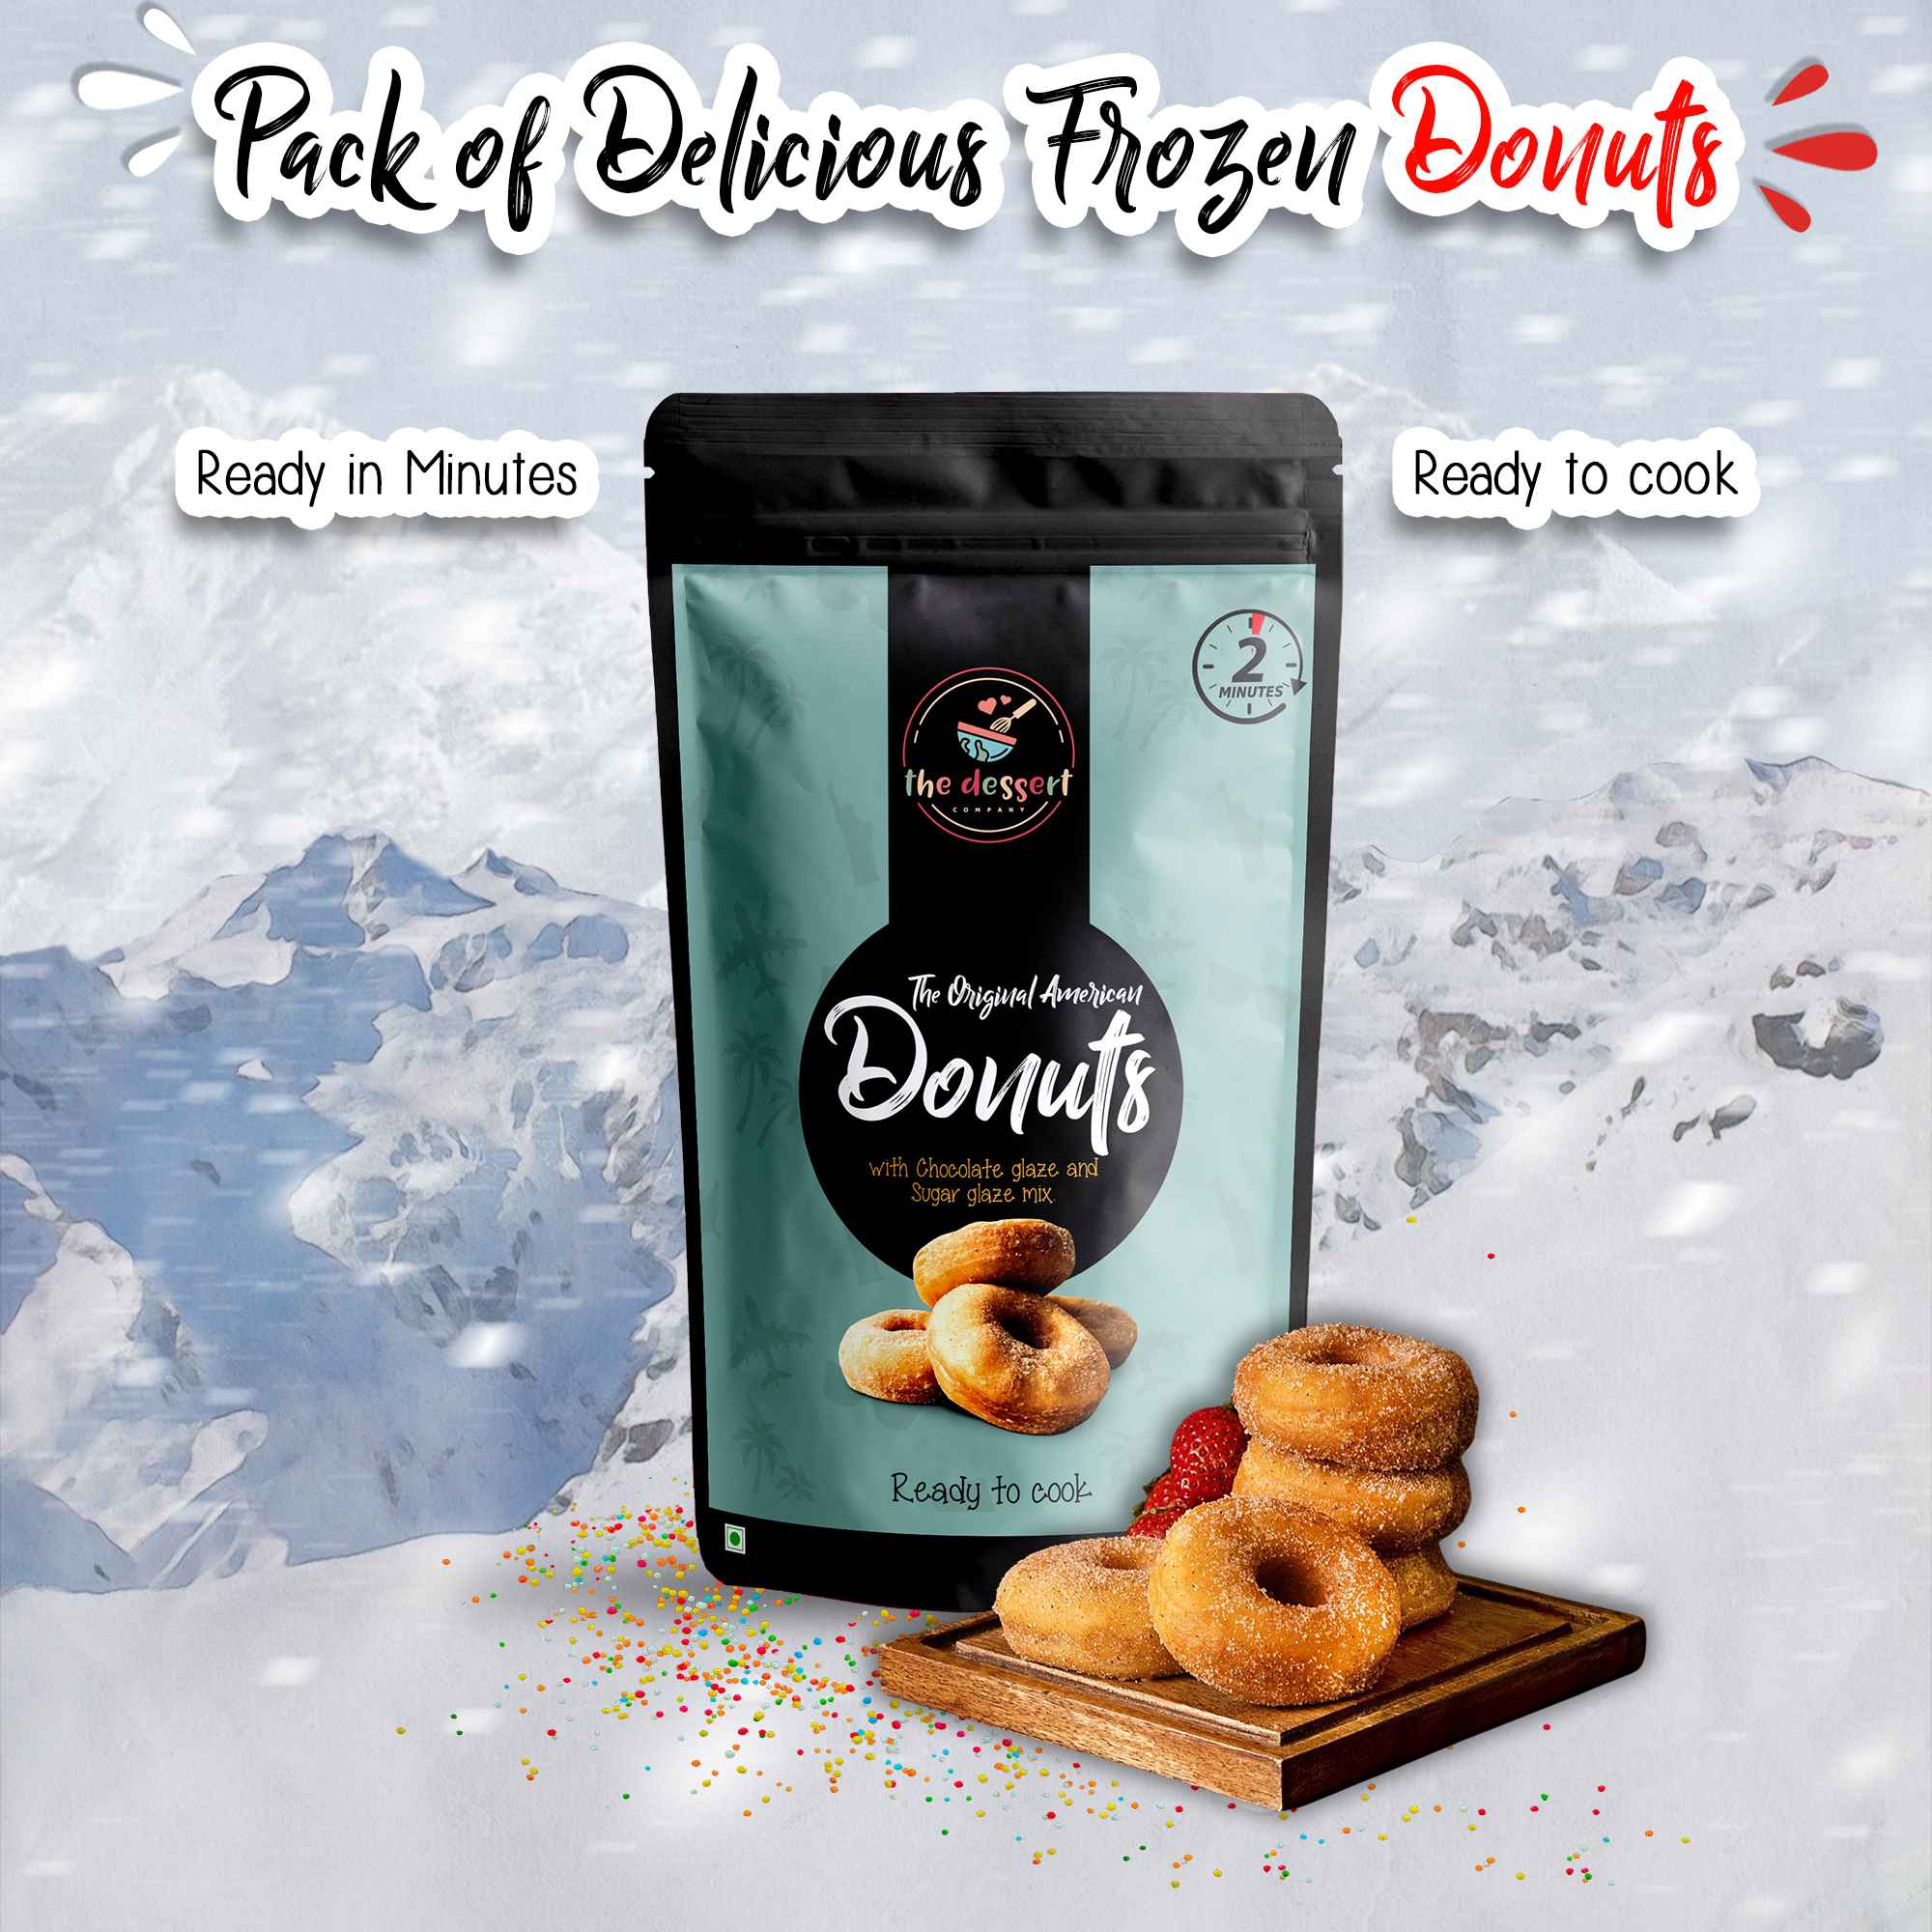 Pack of Delicious Frozen Donuts
Ready in Minutes
Ready to cook
2
MINUTES
the dessert
COMPANY
The Original American
Donuts
with Chocolate glaze and
Sugar glaze mix.
Ready to cook